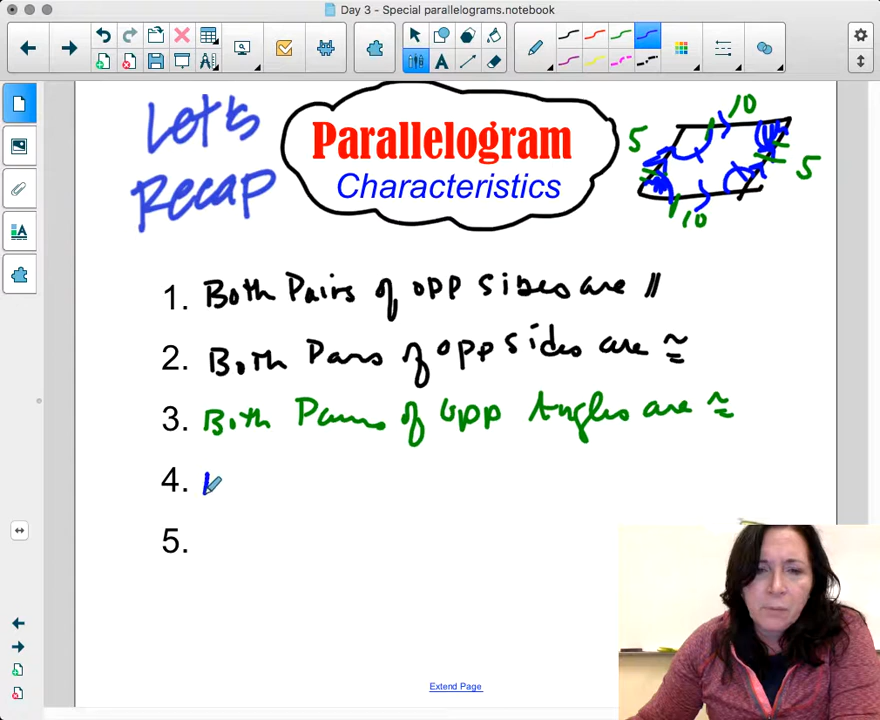 Day 3 - Special parallelograms.notebook
Let's
Recap
Parallelogram
Characteristics
10
5
5
10
1. Both Pairs of opp sides are //
2. Both Pairs of opp sides are ≅
3. Both Pairs of opp Angles are ≅
4.
5.
Extend Page